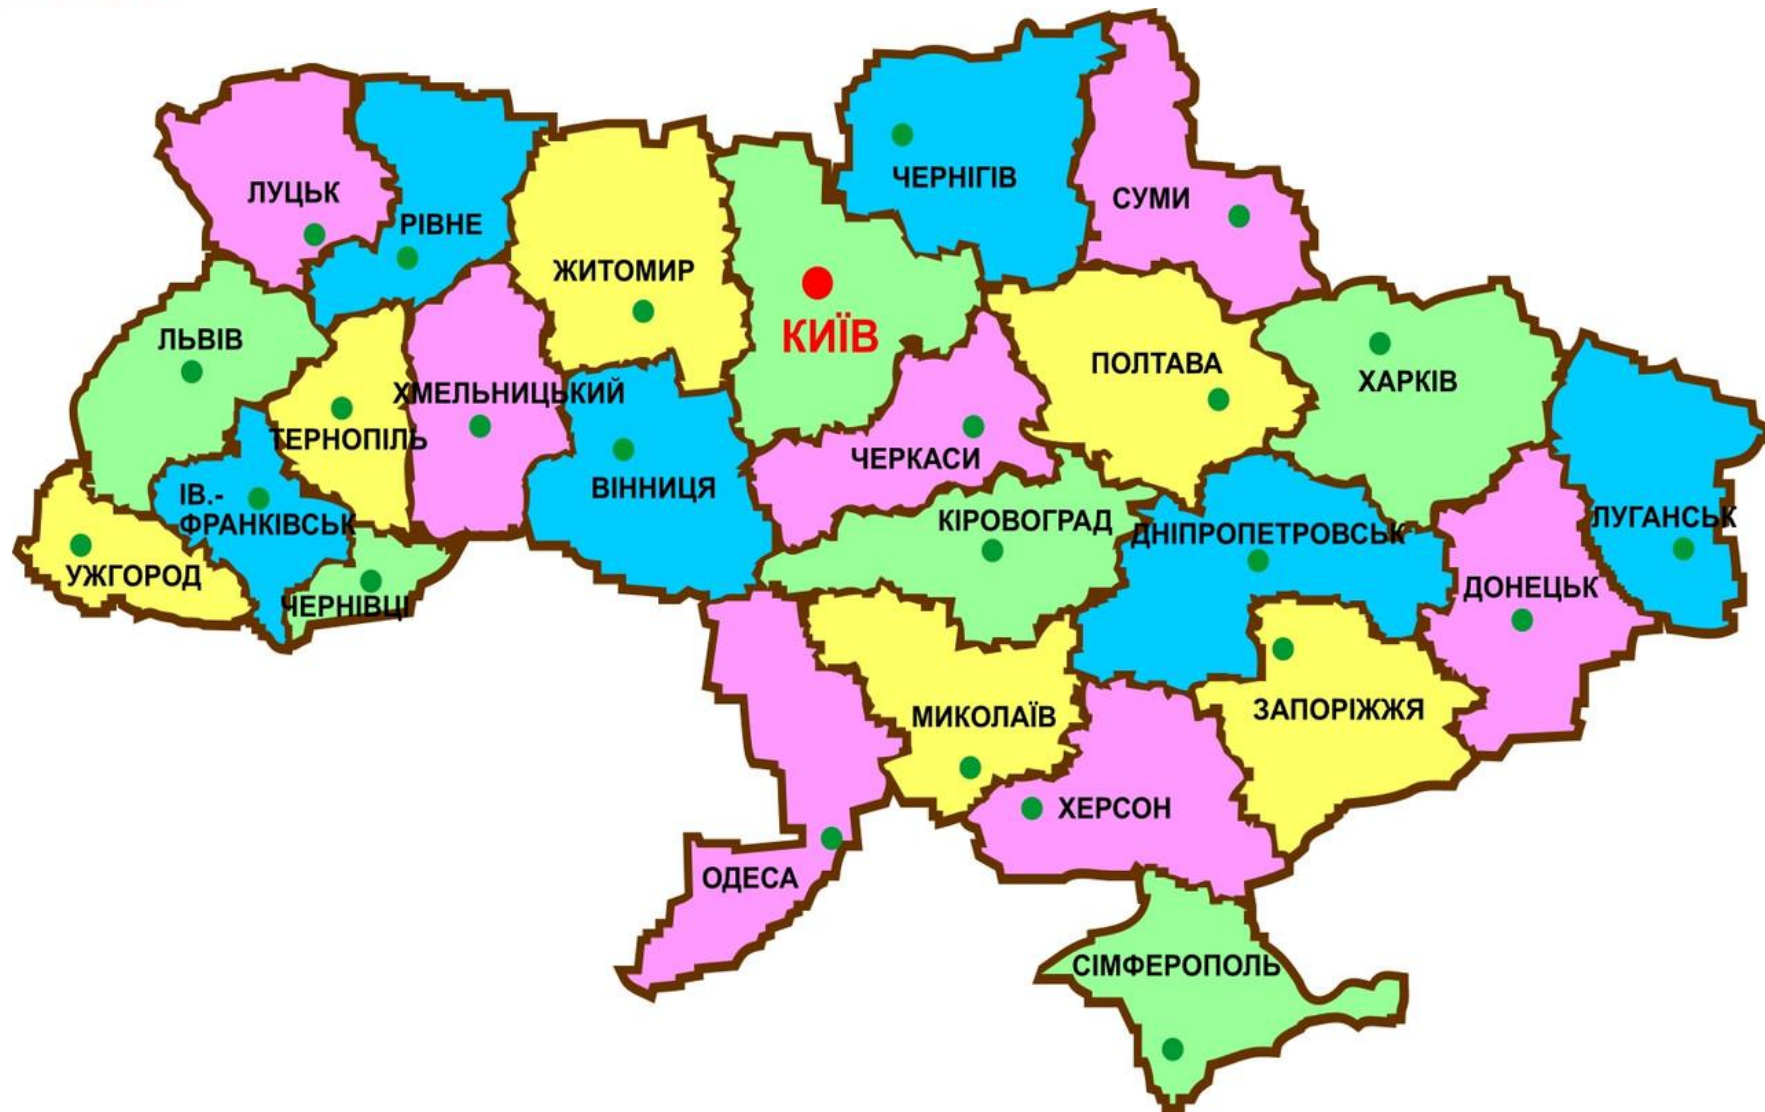 ЧЕРНІГІВ
СУМИ
ЛУЦЬК
РІВНЕ
ЖИТОМИР
КИЇВ
ЛЬВІВ
ТЕРНОПІЛЬ
ХМЕЛЬНИЦЬКИЙ
ВІННИЦЯ
ЧЕРКАСИ
ПОЛТАВА
ХАРКІВ
ІВ.-
ФРАНКІВСЬК
УЖГОРОД
ЧЕРНІВЦІ
КІРОВОГРАД
ДНІПРОПЕТРОВСЬК
ЛУГАНСЬК
ДОНЕЦЬК
МИКОЛАЇВ
ЗАПОРІЖЖЯ
ХЕРСОН
ОДЕСА
СІМФЕРОПОЛЬ